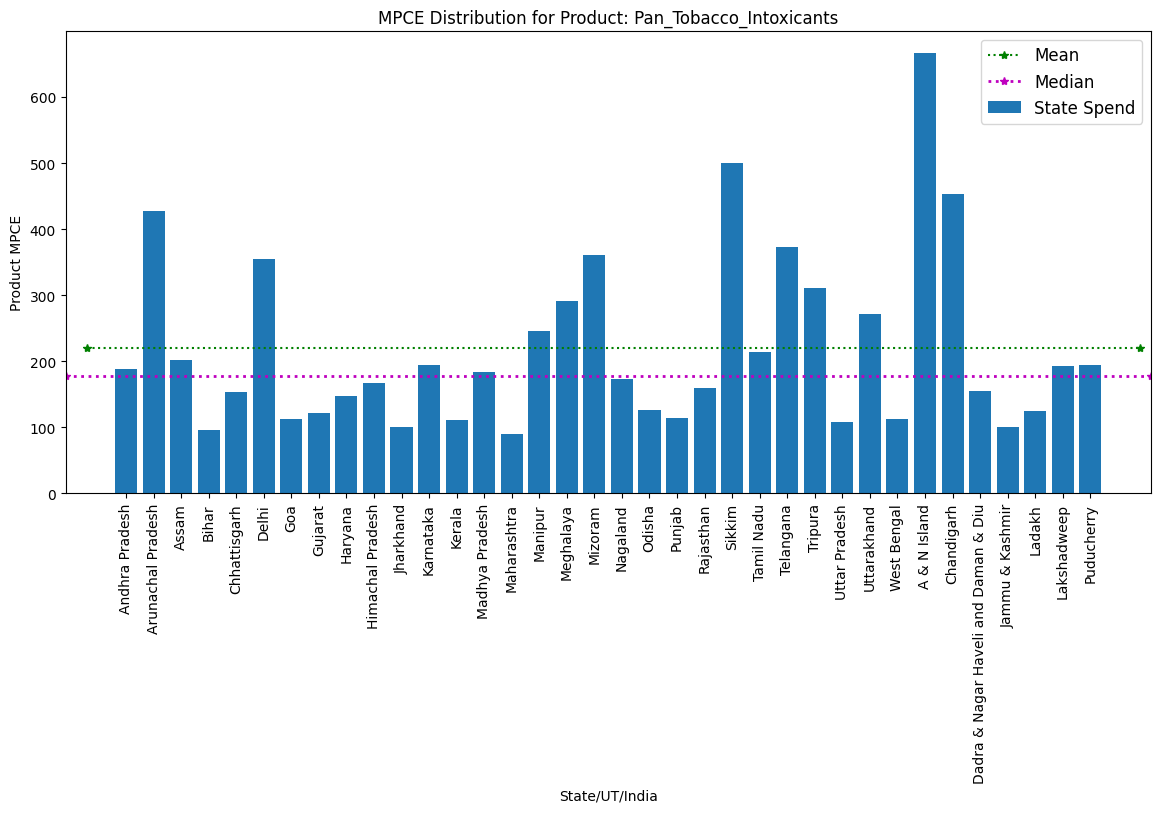 MPCE Distribution for Product: Pan_Tobacco_Intoxicants
Mean
Median
State Spend
Product MPCE
600
500
400
300
200
100
0
Andhra Pradesh
Arunachal Pradesh
Assam
Bihar
Chhattisgarh
Delhi
Goa
Gujarat
Haryana
Himachal Pradesh
Jharkhand
Karnataka
Kerala
Madhya Pradesh
Maharashtra
Manipur
Meghalaya
Mizoram
Nagaland
Odisha
Punjab
Rajasthan
Sikkim
Tamil Nadu
Telangana
Tripura
Uttar Pradesh
Uttarakhand
West Bengal
A & N Island
Chandigarh
Dadra & Nagar Haveli and Daman & Diu
Jammu & Kashmir
Ladakh
Lakshadweep
Puducherry
State/UT/India